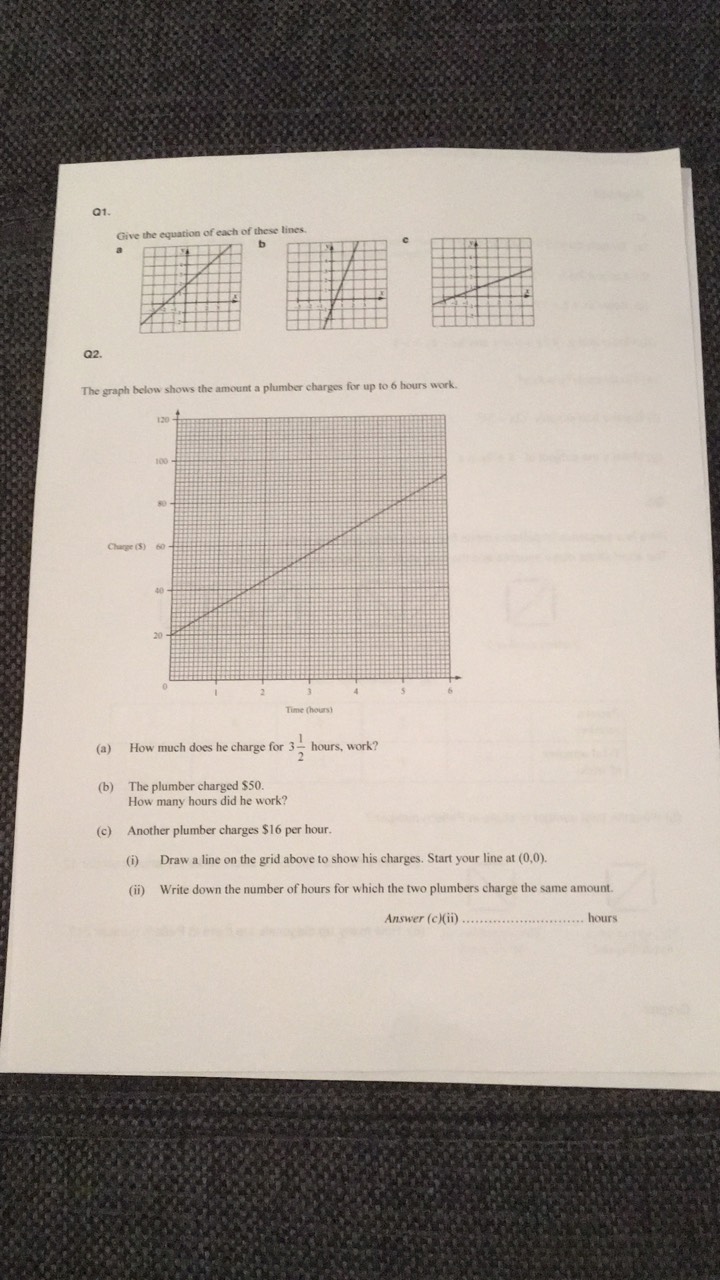 Q1.
Give the equation of each of these lines.
a b c
Q2.
The graph below shows the amount a plumber charges for up to 6 hours work.
120
100
80
Charge ($) 60
40
20
0 1 2 3 4 5 6
Time (hours)
(a) How much does he charge for 3 1/2 hours, work?
(b) The plumber charged $50.
How many hours did he work?
(c) Another plumber charges $16 per hour.
(i) Draw a line on the grid above to show his charges. Start your line at (0,0).
(ii) Write down the number of hours for which the two plumbers charge the same amount.
Answer (c)(ii) ............................ hours